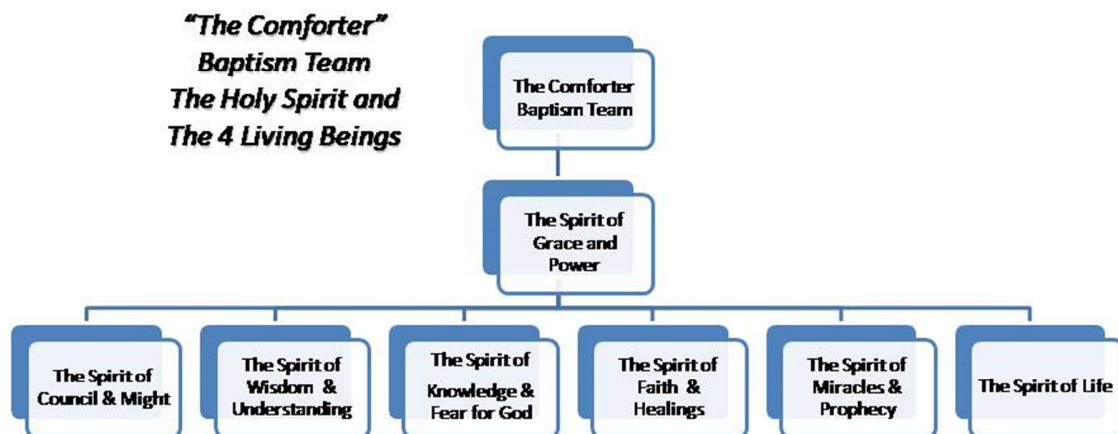 “The Comforter”
Baptism Team
The Holy Spirit and
The 4 Living Beings
The Comforter
Baptism Team
The Spirit of
Grace and
Power
The Spirit of
Council & Might
The Spirit of
Wisdom & 
Understanding
The Spirit of
Knowledge &
Fear for God
The Spirit of
Faith &
Healings
The Spirit of
Miracles &
Prophecy
The Spirit of Life